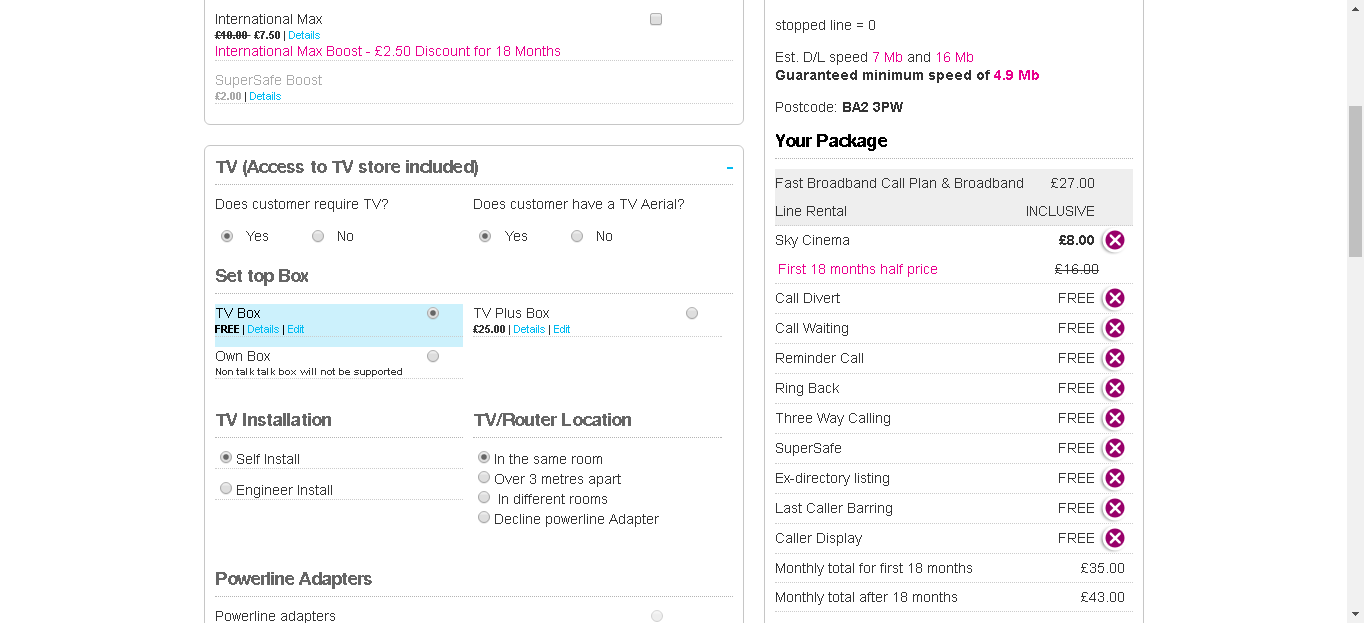 International Max
£10.00 £7.50 | Details
International Max Boost - £2.50 Discount for 18 Months
SuperSafe Boost
£2.00 | Details
TV (Access to TV store included)
-
Does customer require TV? Does customer have a TV Aerial?
Yes No Yes No
Set top Box
TV Box TV Plus Box
FREE | Details | Edit £25.00 | Details | Edit
Own Box
Non talk talk box will not be supported
TV Installation
Self Install
Engineer Install
TV/Router Location
In the same room
Over 3 metres apart
In different rooms
Decline powerline Adapter
Powerline Adapters
Powerline adapters
stopped line = 0
Est. D/L speed 7 Mb and 16 Mb
Guaranteed minimum speed of 4.9 Mb
Postcode: BA2 3PW
Your Package
Fast Broadband Call Plan & Broadband £27.00
Line Rental INCLUSIVE
Sky Cinema £8.00
First 18 months half price £16.00
Call Divert FREE
Call Waiting FREE
Reminder Call FREE
Ring Back FREE
Three Way Calling FREE
SuperSafe FREE
Ex-directory listing FREE
Last Caller Barring FREE
Caller Display FREE
Monthly total for first 18 months £35.00
Monthly total after 18 months £43.00